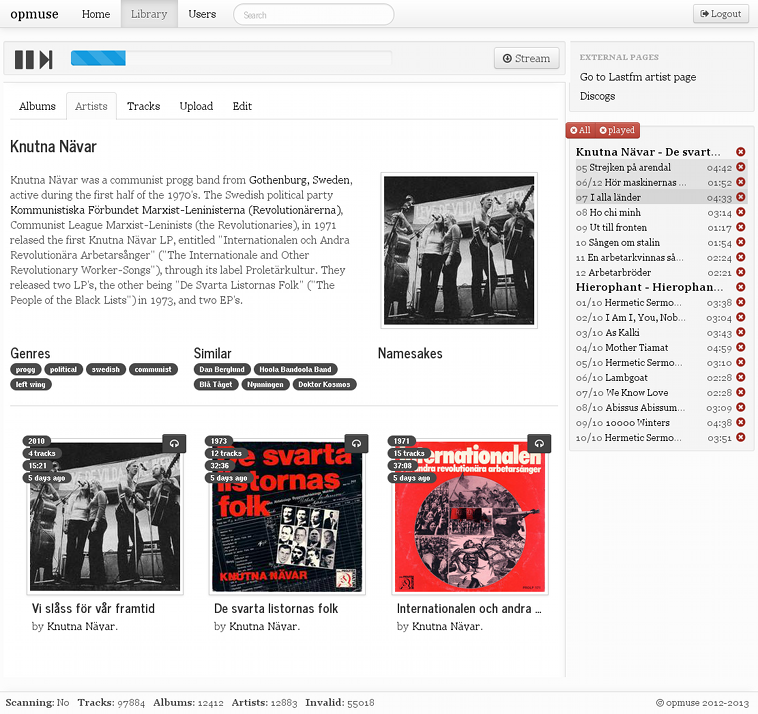 opmuse Home Library Users Search Logout
Stream
Albums Artists Tracks Upload Edit
Knutna Nävar
Knutna Nävar was a communist progg band from Gothenburg, Sweden,
active during the first half of the 1970's. The Swedish political party
Kommunistiska Förbundet Marxist-Leninisterna (Revolutionärerna),
Communist League Marxist-Leninists (the Revolutionaries), in 1971
relased the first Knutna Nävar LP, entitled "Internationalen och Andra
Revolutionära Arbetarsånger" ("The Internationale and Other
Revolutionary Worker-Songs"), through its label Proletärkultur. They
released two LP's, the other being "De Svarta Listornas Folk" ("The
People of the Black Lists") in 1973, and two EP's.
Genres
progg political swedish communist
left wing
Similar
Dan Berglund Hoola Bandoola Band
Blå Tåget Nynningen Doktor Kosmos
Namesakes
2010
4 tracks
15:21
5 days ago
Vi slåss för vår framtid
by Knutna Nävar.
1973
12 tracks
32:36
5 days ago
De svarta
listornas
folk
KNUTNA NÄVAR
De svarta listornas folk
by Knutna Nävar.
1971
15 tracks
37:08
5 days ago
Internationalen
och andra revolutionära arbetarsånger
Internationalen och andra ...
by Knutna Nävar.
EXTERNAL PAGES
Go to Lastfm artist page
Discogs
All played
Knutna Nävar - De svart...
05 Strejken på arendal 04:42
06/12 Hör maskinernas ... 01:52
07 I alla länder 04:33
08 Ho chi minh 03:14
09 Ut till fronten 01:17
10 Sången om stalin 01:54
11 En arbetarkvinnas så... 02:24
12 Arbetarbröder 02:21
Hierophant - Hierophan...
01/10 Hermetic Sermo... 03:38
02/10 I Am I, You, Nob... 03:04
03/10 As Kalki 03:43
04/10 Mother Tiamat 04:59
05/10 Hermetic Sermo... 03:10
06/10 Lambgoat 02:28
07/10 We Know Love 02:28
08/10 Abissus Abissum... 03:09
09/10 10000 Winters 04:38
10/10 Hermetic Sermo... 03:51
Scanning: No Tracks: 97884 Albums: 12412 Artists: 12883 Invalid: 55018
© opmuse 2012-2013